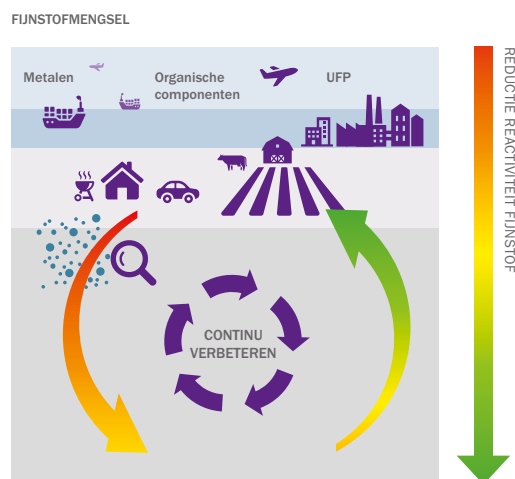 FIJNSTOFMENGSEL
Metalen
Organische
componenten
UFP
CONTINU
VERBETEREN
REDUCTIE REACTIVITEIT FIJNSTOF